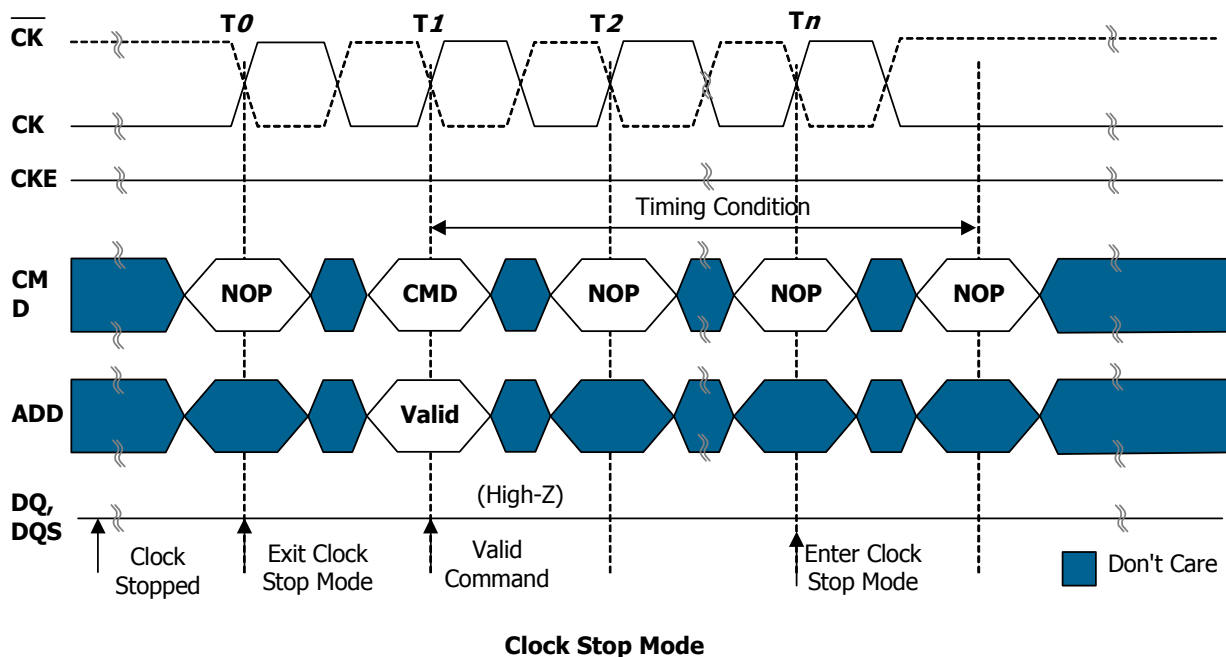 T0 T1 T2 Tn
CK
CK
CKE
Timing Condition
CM
D
NOP CMD NOP NOP NOP
ADD
Valid
(High-Z)
DQ,
DQS
Clock
Stopped
Exit Clock
Stop Mode
Valid
Command
Enter Clock
Stop Mode
Don't Care
Clock Stop Mode